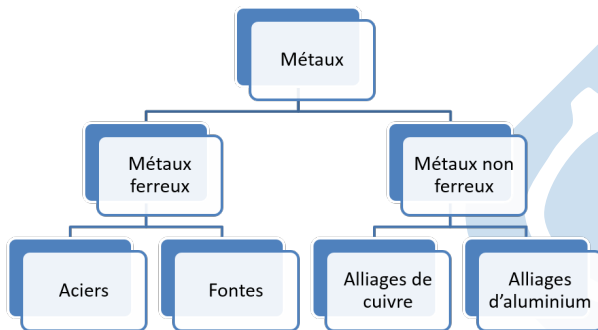 Métaux
Métaux
ferreux
Métaux non
ferreux
Aciers
Fontes
Alliages de
cuivre
Alliages
d’aluminium